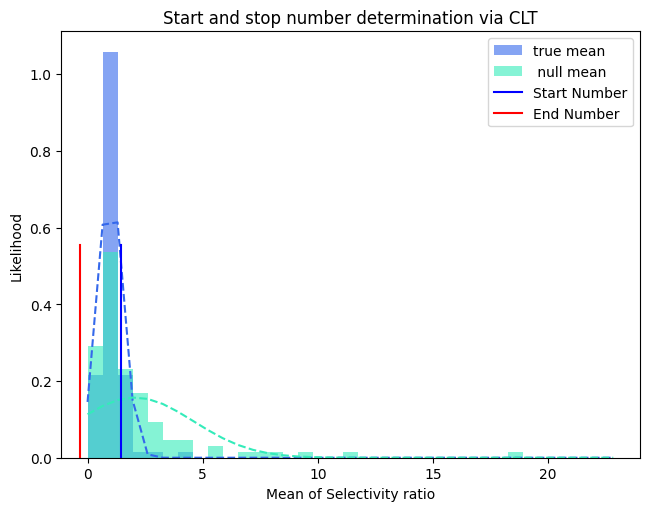 Start and stop number determination via CLT
true mean
null mean
Start Number
End Number
1.0
0.8
0.6
0.4
0.2
0.0
Likelihood
0 5 10 15 20
Mean of Selectivity ratio